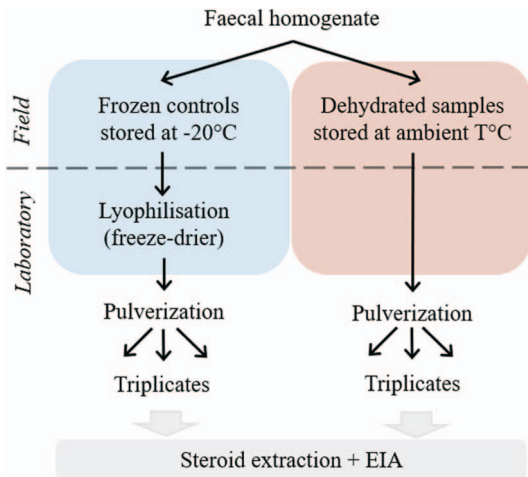 Faecal homogenate
Field
Frozen controls
stored at -20°C
Dehydrated samples
stored at ambient T°C
Laboratory
Lyophilisation
(freeze-drier)
Pulverization
Pulverization
Triplicates
Triplicates
Steroid extraction + EIA